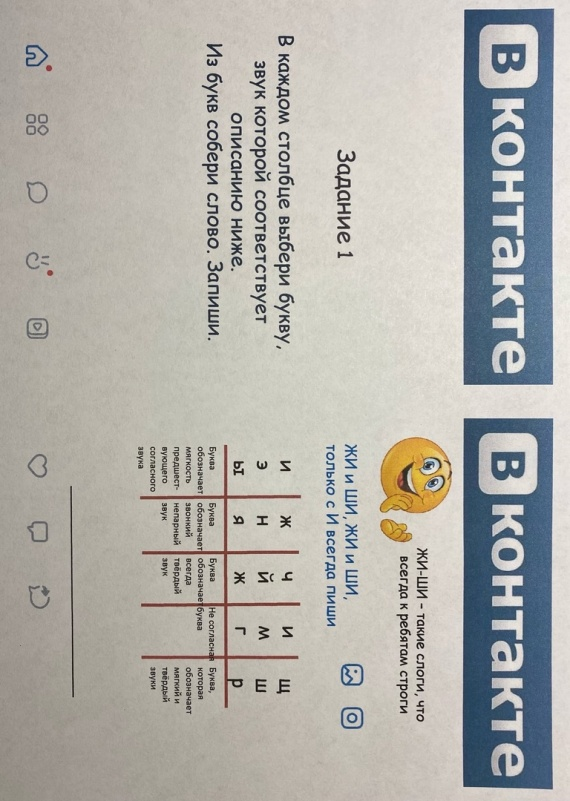 В контакте
Задание 1
В каждом столбце выбери букву,
звук которой соответствует
описанию ниже.
Из букв собери слово. Запиши.
В контакте
ЖИ-ШИ – такие слоги, что
всегда к ребятам строги
ЖИ и ШИ, ЖИ и ШИ,
только с И всегда пиши
И Ж Ч И Щ
Э Н Й М Ш
Ы Я Ж Г Р
Буква
обозначает
мягкость
предшест-
вующего
согласного
звука
Буква
обозначает
звонкий
непарный
звук
Буква
обозначает
всегда
твёрдый
звук
Не согласная
буква
Буква,
которая
обозначает
мягкий и
твёрдый
звуки